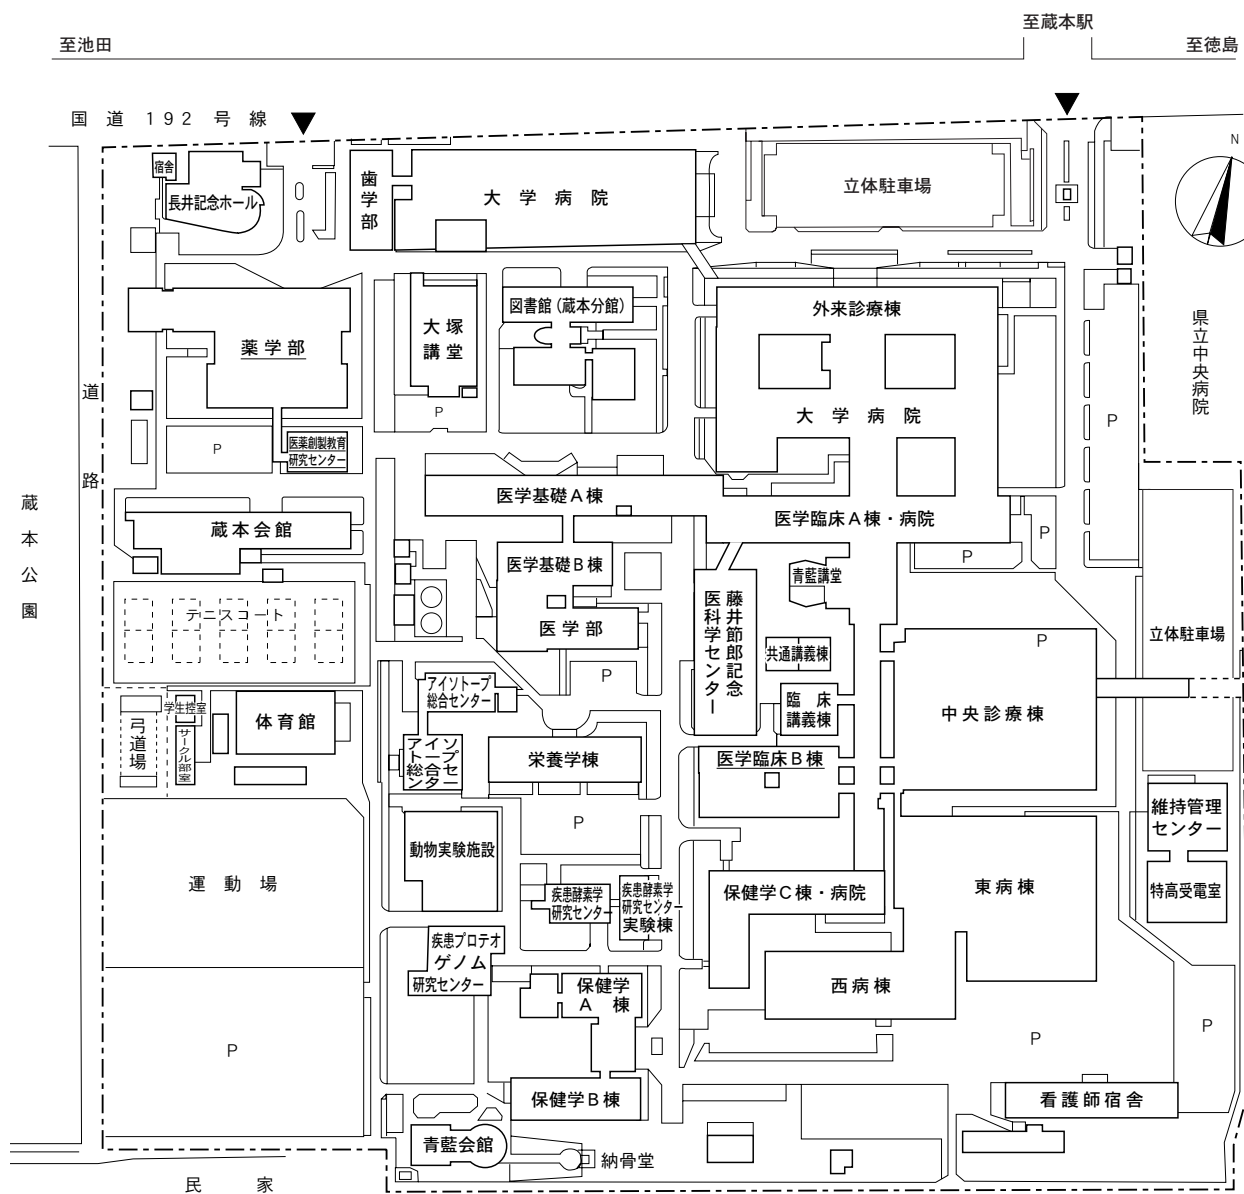 至蔵本駅
至池田
至徳島
国道192号線
N
宿舎
長井記念ホール
歯学部
大学病院
立体駐車場
外来診療棟
図書館(蔵本分館)
大塚
講堂
薬学部
県立中央病院
道路
大学病院
P
P
P
医薬創製教育
研究センター
医学基礎A棟
医学臨床A棟・病院
蔵本会館
蔵本公園
P
P
医学基礎B棟
青藍講堂
藤井節郎記念
医科学センター
テニスコート
医学部
共通講義棟
P
立体駐車場
P
アイソトープ
総合センター
臨床
講義棟
学生控室
弓道場
サークル部室
体育館
中央診療棟
アイソ
トープ
総合セ
ンター
栄養学棟
医学臨床B棟
維持管理
センター
P
動物実験施設
運動場
疾患酵素学
研究センター
疾患酵素学
研究センター
実験棟
保健学C棟・病院
東病棟
特高受電室
疾患プロテオ
ゲノム
研究センター
保健学
A棟
西病棟
P
P
P
保健学B棟
看護師宿舎
青藍会館
納骨堂
民家